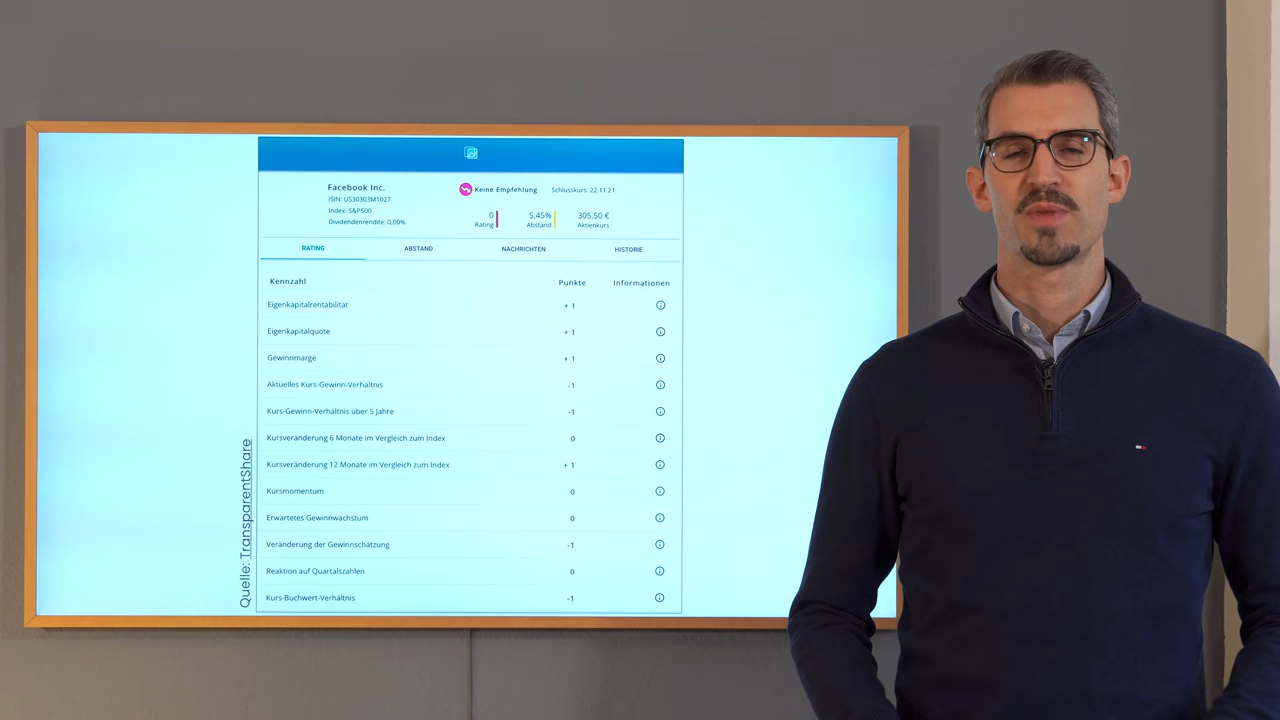 Facebook Inc.
ISIN: US30303M1027
Index: S&P500
Dividendenrendite: 0,00%
Keine Empfehlung
Schlusskurs: 22.11.21
0
Rating
5,45%
Abstand
305,50 €
Aktienkurs
RATING ABSTAND NACHRICHTEN HISTORIE
Kennzahl Punkte Informationen
Eigenkapitalrentabilität + 1
Eigenkapitalquote + 1
Gewinnmarge + 1
Aktuelles Kurs-Gewinn-Verhältnis -1
Kurs-Gewinn-Verhältnis über 5 Jahre -1
Kursveränderung 6 Monate im Vergleich zum Index 0
Kursveränderung 12 Monate im Vergleich zum Index + 1
Kursmomentum 0
Erwartetes Gewinnwachstum 0
Veränderung der Gewinnschätzung -1
Reaktion auf Quartalszahlen 0
Kurs-Buchwert-Verhältnis -1
Quelle: TransparentShare